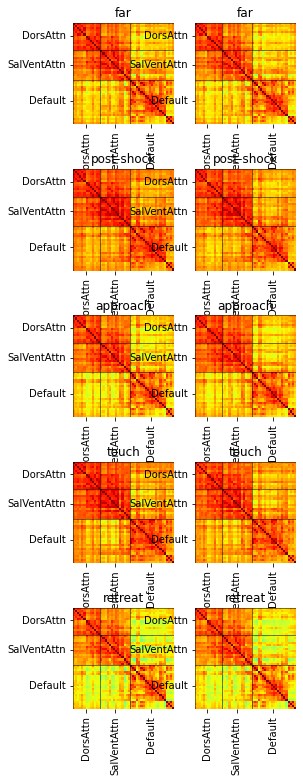 far far
DorsAttn DorsAttn
SalVentAttn SalVentAttn
Default Default
post-shock post-shock
DorsAttn DorsAttn
SalVentAttn SalVentAttn
Default Default
approach approach
DorsAttn DorsAttn
SalVentAttn SalVentAttn
Default Default
touch touch
DorsAttn DorsAttn
SalVentAttn SalVentAttn
Default Default
retreat retreat
DorsAttn DorsAttn
SalVentAttn SalVentAttn
Default Default
DorsAttn SalVentAttn Default DorsAttn SalVentAttn Default